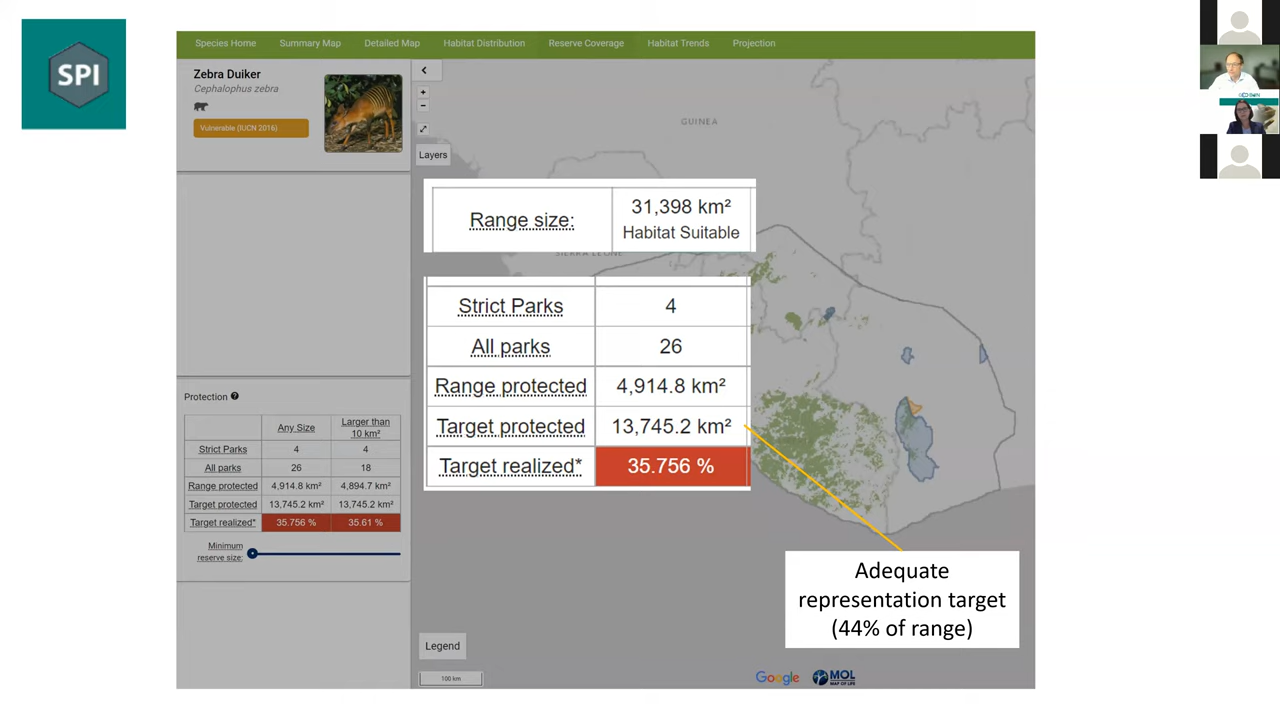 SPI
Species Home Summary Map Detailed Map Habitat Distribution Reserve Coverage Habitat Trends Projection
Zebra Duiker
Cephalophus zebra
Vulnerable (IUCN 2016)
Layers
GUINEA
SIERRA LEONE
Range size:
31,398 km²
Habitat Suitable
Strict Parks 4
All parks 26
Range protected 4,914.8 km²
Target protected 13,745.2 km²
Target realized* 35.756 %
Protection
Any Size
Larger than
10 km²
Strict Parks 4 4
All parks 26 18
Range protected 4,914.8 km² 4,894.7 km²
Target protected 13,745.2 km² 13,745.2 km²
Target realized* 35.756 % 35.61 %
Minimum
reserve size:
Adequate
representation target
(44% of range)
Legend
100 km
Google
MOL
MAP OF LIFE